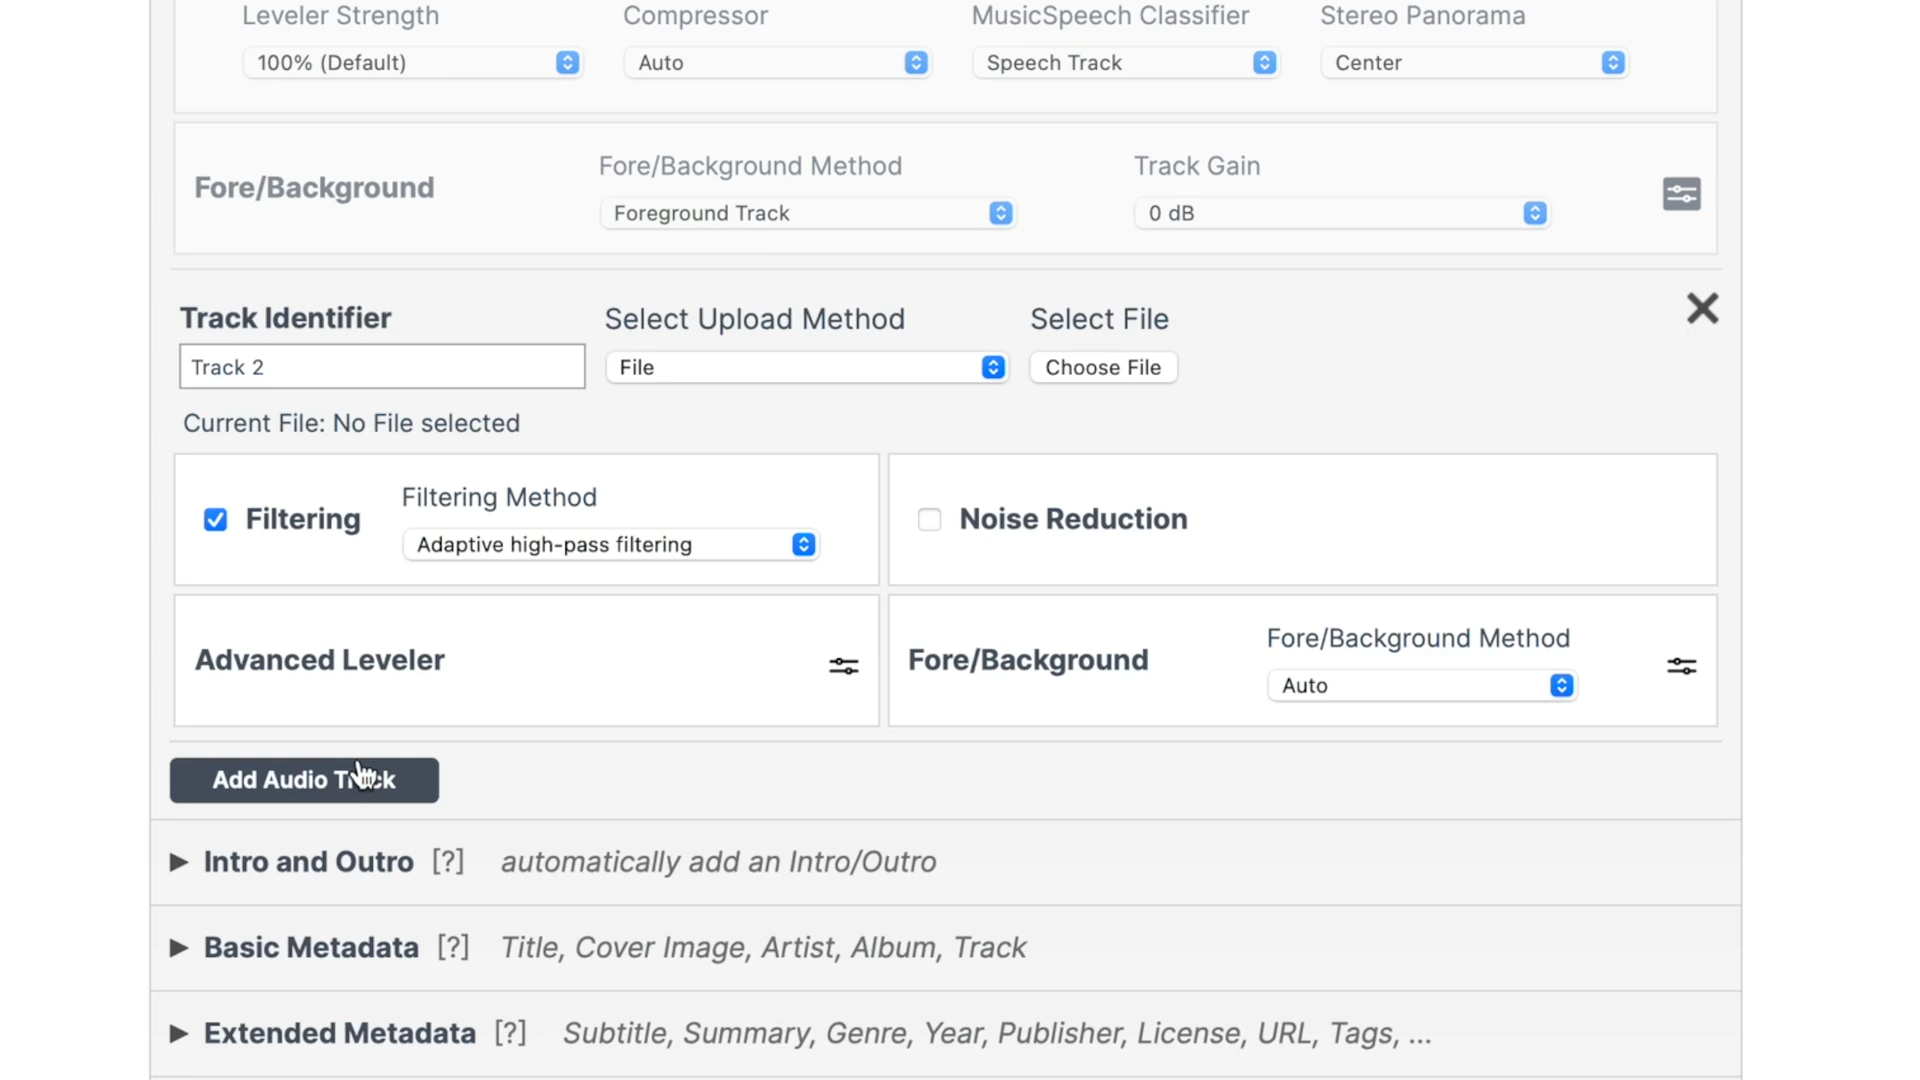 Leveler Strength Compressor MusicSpeech Classifier Stereo Panorama
100% (Default) Auto Speech Track Center
Fore/Background Method Track Gain
Fore/Background
Foreground Track 0 dB
Track Identifier Select Upload Method Select File
Track 2 File Choose File
Current File: No File selected
Filtering Method
Filtering Noise Reduction
Adaptive high-pass filtering
Fore/Background Method
Advanced Leveler Fore/Background
Auto
Add Audio Track
Intro and Outro [?] automatically add an Intro/Outro
Basic Metadata [?] Title, Cover Image, Artist, Album, Track
Extended Metadata [?] Subtitle, Summary, Genre, Year, Publisher, License, URL, Tags, ...